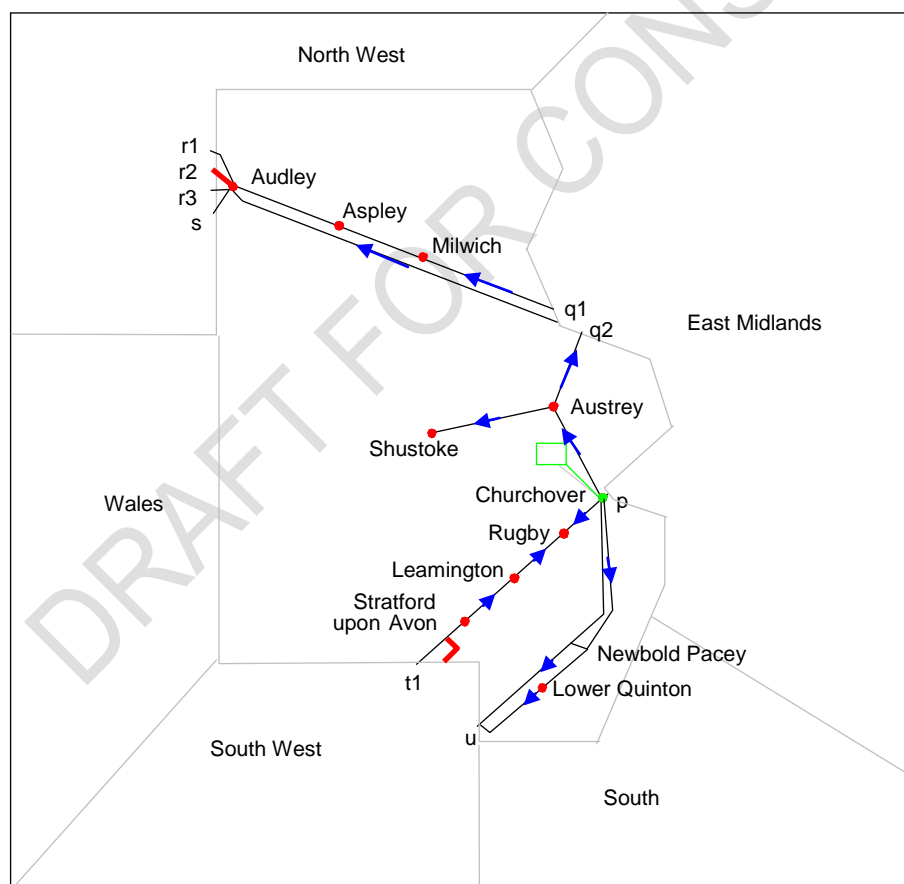 North West
r1
r2
r3
s
Audley
Aspley
Milwich
q1
q2
East Midlands
Austrey
Shustoke
Churchover
p
Wales
Rugby
Leamington
Stratford
upon Avon
t1
Newbold Pacey
Lower Quinton
u
South West
South
DRAFT FOR CONS